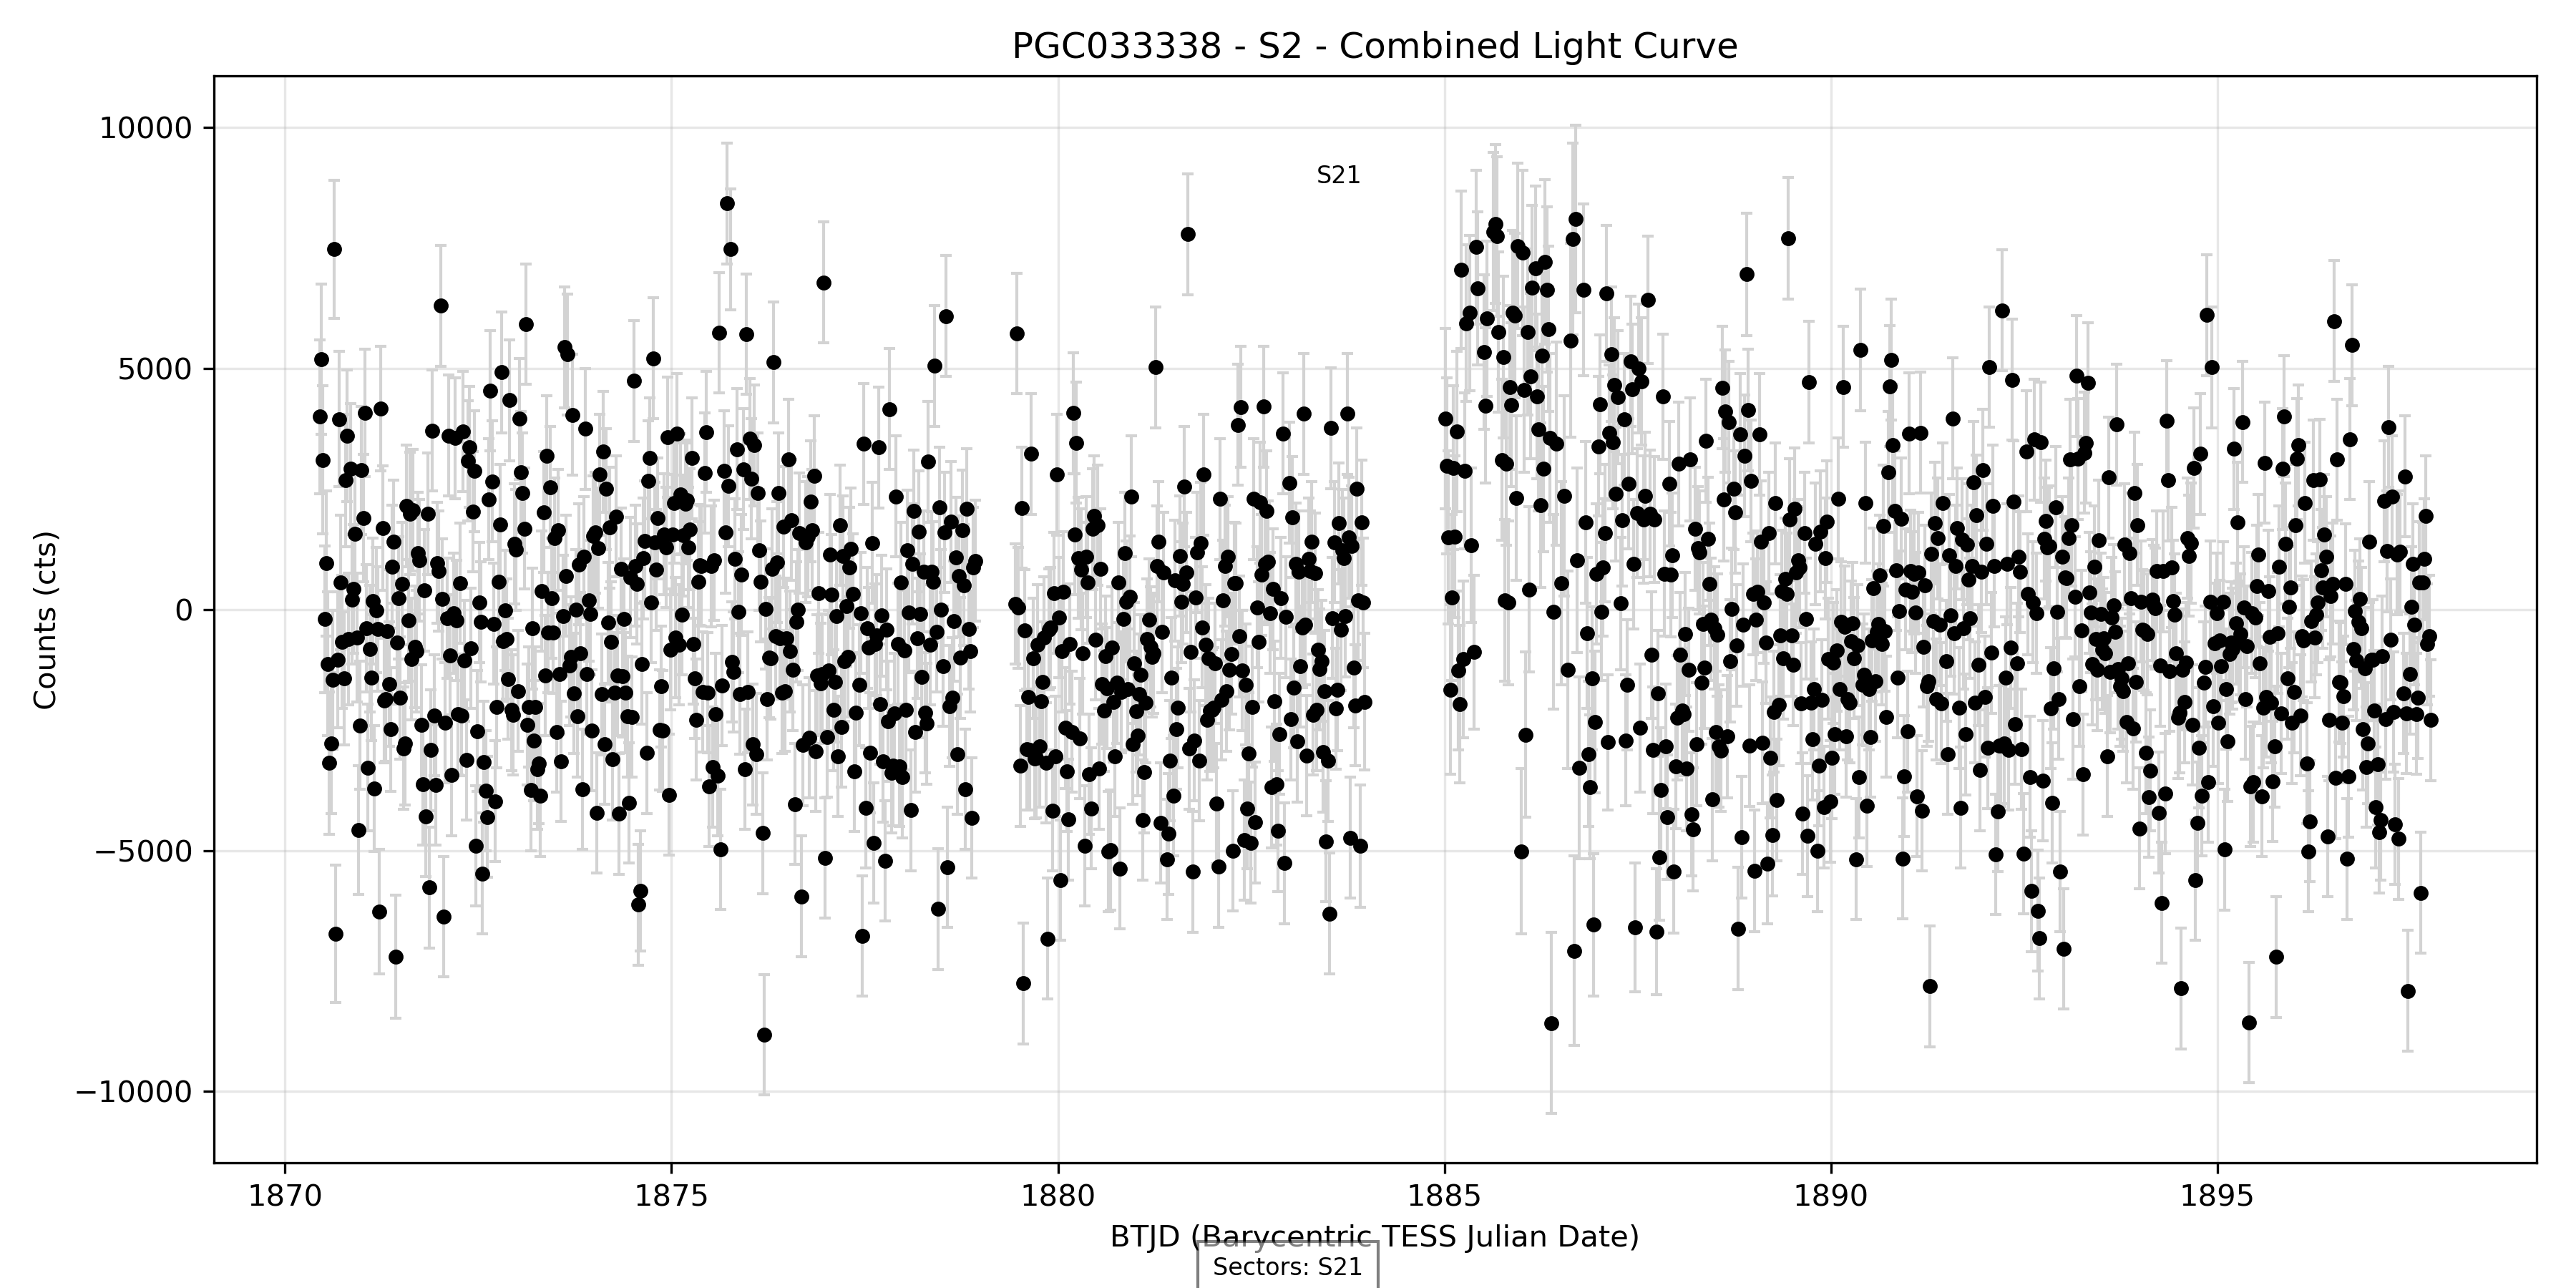 PGC033338 - S2 - Combined Light Curve
10000
5000
0
−5000
−10000
Counts (cts)
S21
1870
1875
1880
1885
1890
1895
BTJD (Barycentric TESS Julian Date)
Sectors: S21